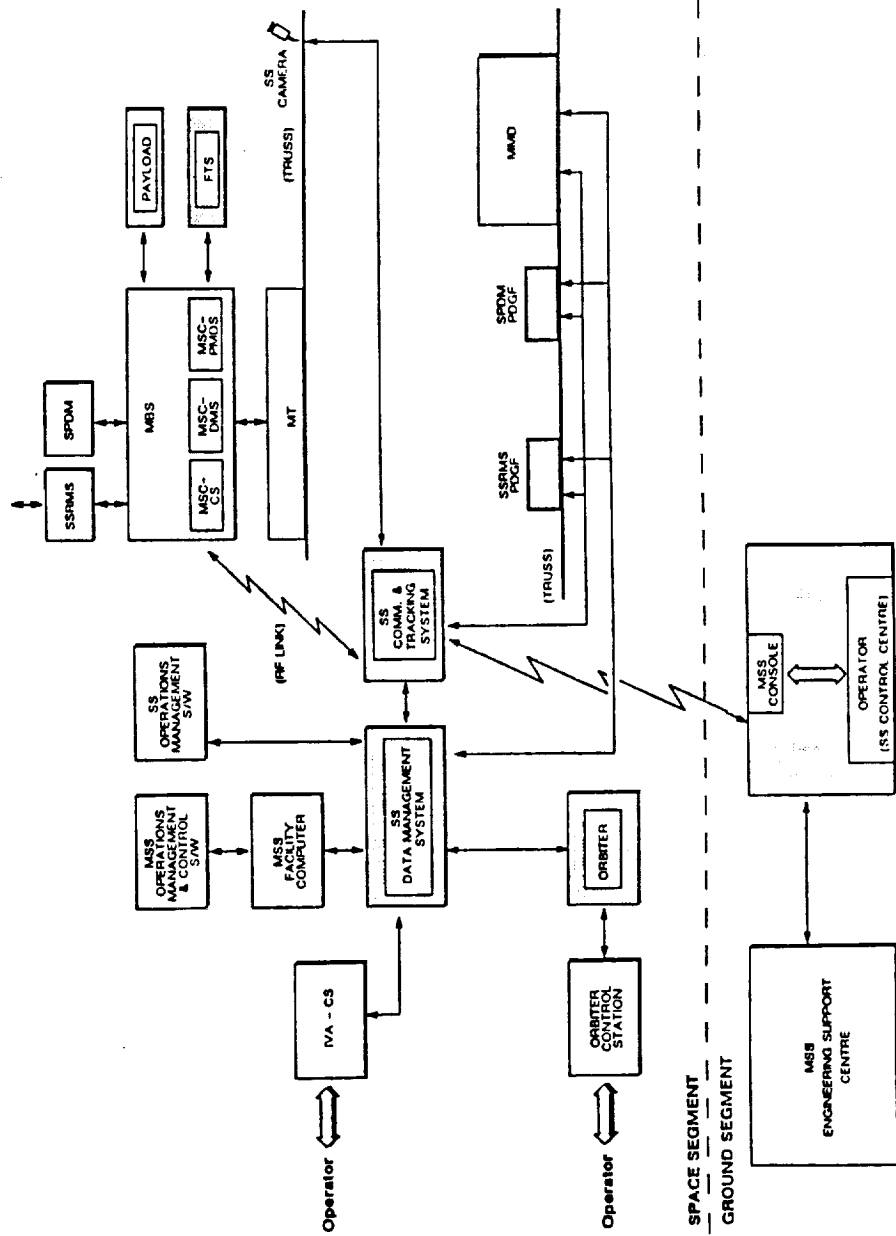 SSRMS
SPDM
PAYLOAD
FTS
MBS
MSC-
CS
MSC-
DMS
MSC-
PMOS
MT
(TRUSS)
SS
CAMERA
MSS
OPERATIONS
MANAGEMENT
& CONTROL
S/W
SS
OPERATIONS
MANAGEMENT
S/W
(RF LINK)
MSS
FACILITY
COMPUTER
IVA - CS
Operator
SS
DATA MANAGEMENT
SYSTEM
SS
COMM. &
TRACKING
SYSTEM
(TRUSS)
SSRMS
PDGF
SPDM
PDGF
MMD
Operator
ORBITER
CONTROL
STATION
ORBITER
SPACE SEGMENT
GROUND SEGMENT
MSS
ENGINEERING SUPPORT
CENTRE
MSS
CONSOLE
OPERATOR
(SS CONTROL CENTRE)